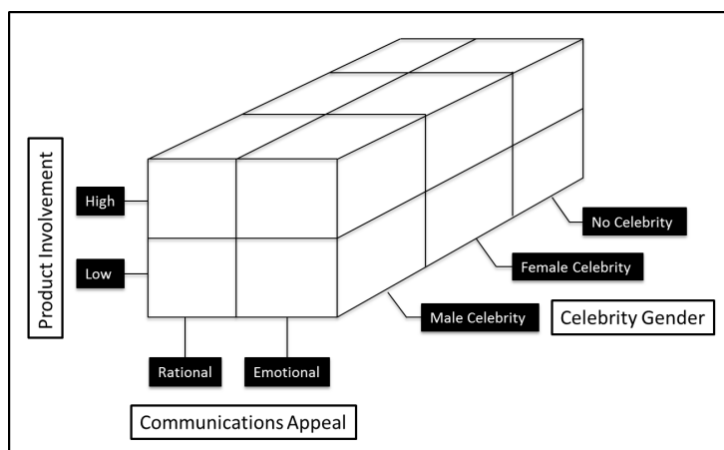 Product Involvement
High
Low
No Celebrity
Female Celebrity
Male Celebrity
Celebrity Gender
Rational
Emotional
Communications Appeal